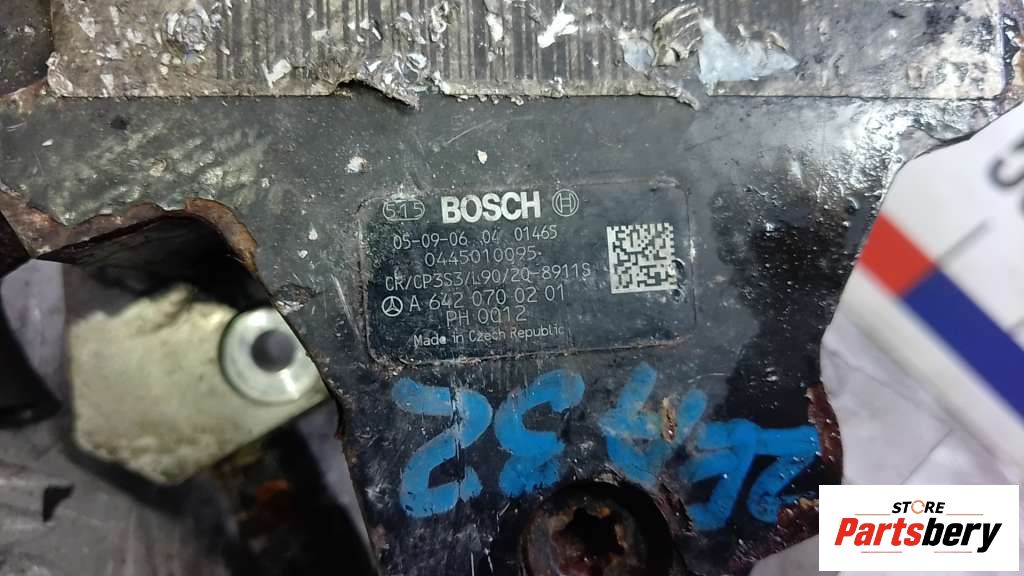 615 BOSCH
05-09-06 04 01465
0445010095
CR/CP3S3/L90/20-8911S
A 642 070 02 01
PH 0012
Made in Czech Republic
STORE
Partsbery